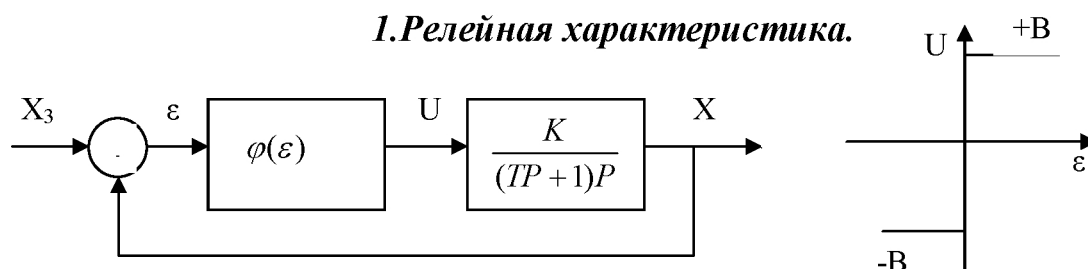 1.Релейная характеристика.
U
+B
X₃
ε
φ(ε)
U
K
(TP + 1)P
X
ε
-B